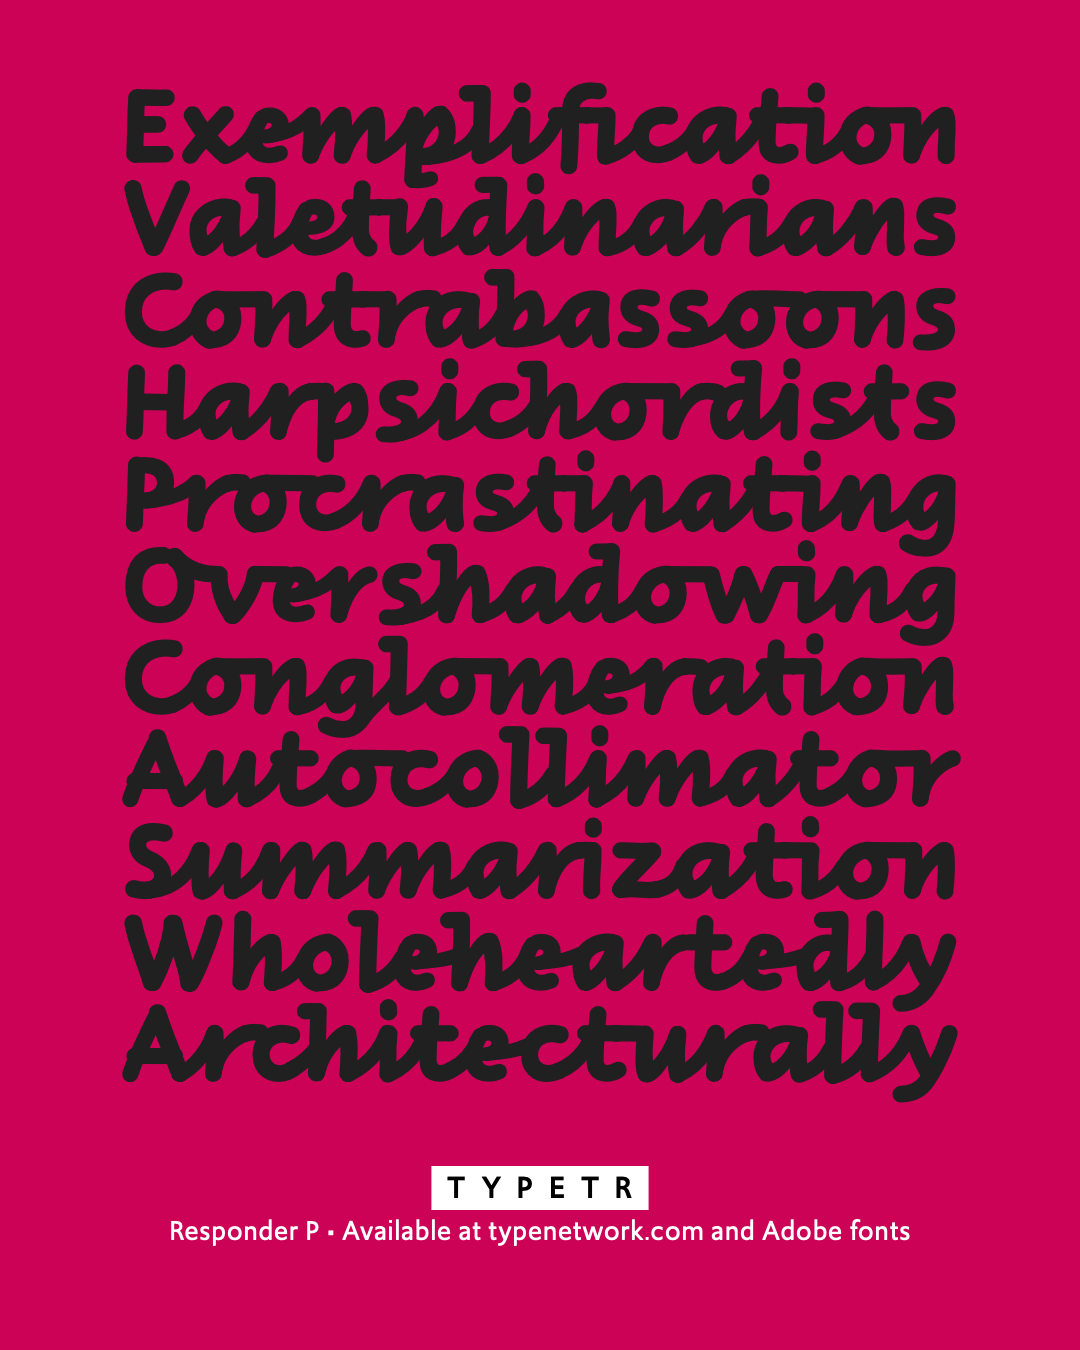 Exemplification
Valetudinarians
Contrabassoons
Harpsichordists
Procrastinating
Overshadowing
Conglomeration
Autocollimator
Summarization
Wholeheartedly
Architecturally
TYPETR
Responder P • Available at typenetwork.com and Adobe fonts